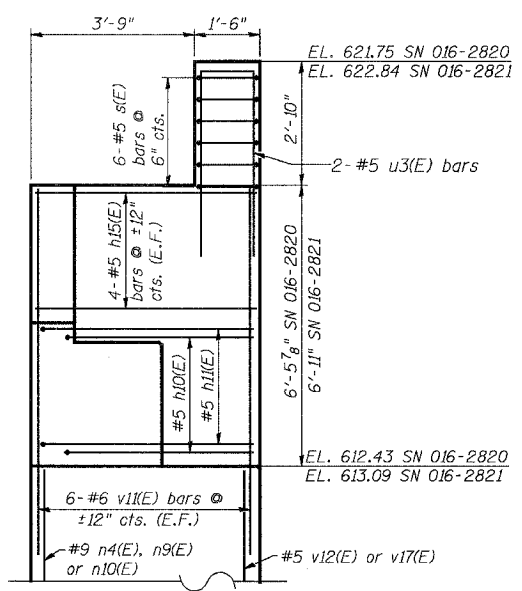 3'-9"
1'-6"
EL. 621.75 SN 016-2820
EL. 622.84 SN 016-2821
6-#5 s(E)
bars @
6" cts.
2'-10"
2-#5 u3(E) bars
4-#5 h15(E)
bars @ ±12"
cts. (E.F.)
6'-5 7/8" SN 016-2820
6'-11" SN 016-2821
#5 h10(E)
#5 h11(E)
EL. 612.43 SN 016-2820
EL. 613.09 SN 016-2821
6-#6 v11(E) bars @
±12" cts. (E.F.)
#9 n4(E), n9(E)
or n10(E)
#5 v12(E) or v17(E)